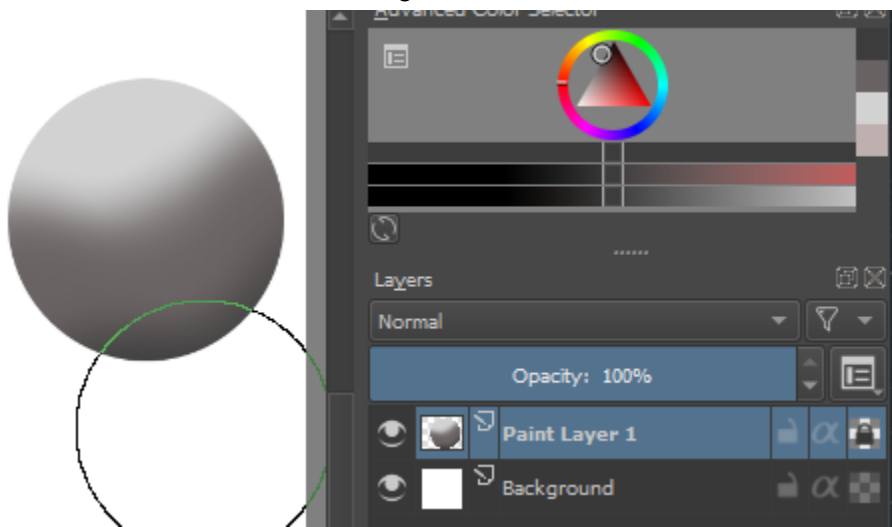 Advanced Color Selector
Layers
Normal
Opacity: 100%
Paint Layer 1
Background